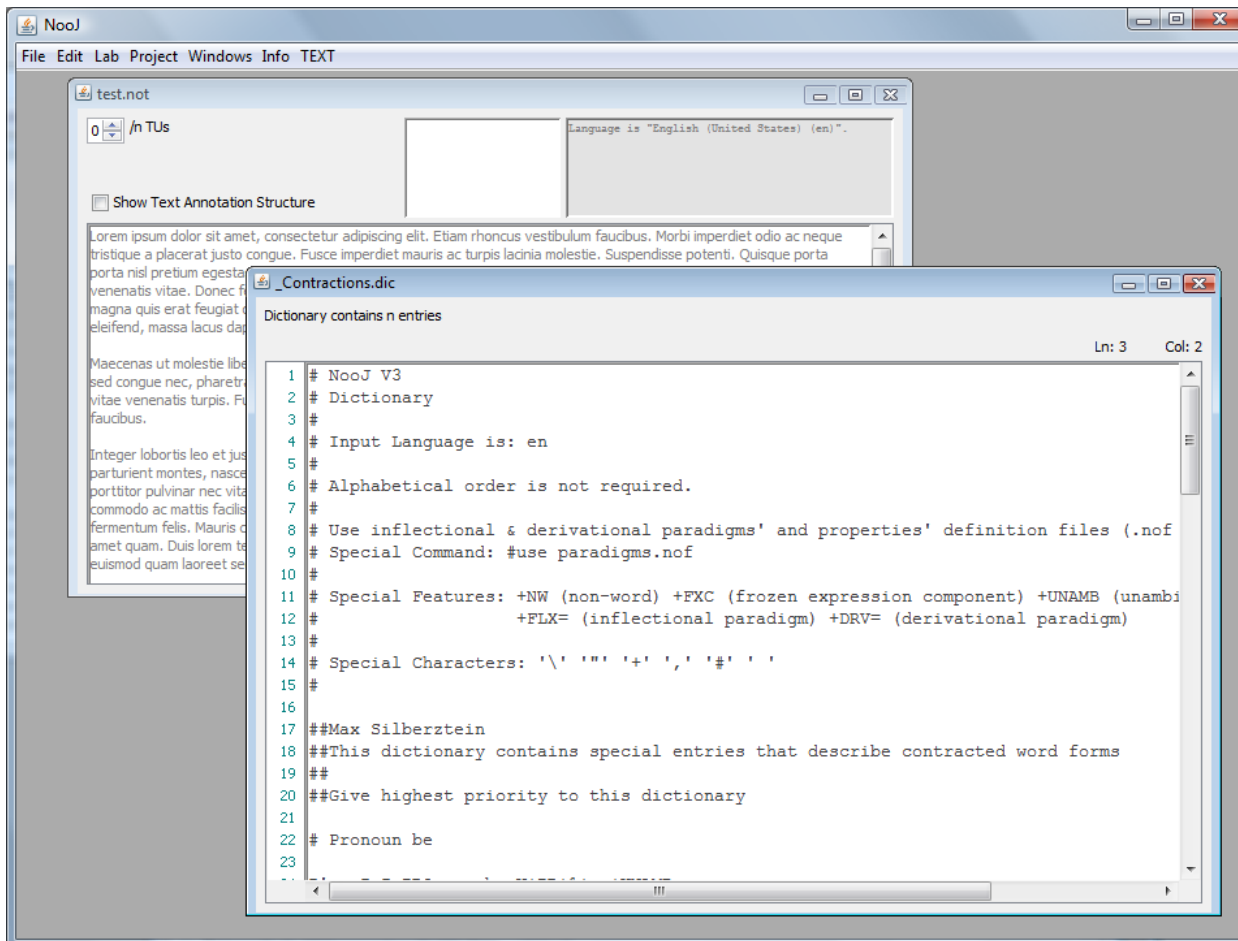 NooJ
File Edit Lab Project Windows Info TEXT
test.not
0 /n TUs
Language is "English (United States) (en)".
Show Text Annotation Structure
Lorem ipsum dolor sit amet, consectetur adipiscing elit. Etiam rhoncus vestibulum faucibus. Morbi imperdiet odio ac neque
tristique a placerat justo congue. Fusce imperdiet mauris ac turpis lacinia molestie. Suspendisse potenti. Quisque porta
porta nisl pretium egesta
venenatis vitae. Donec
magna quis erat feugiat
eleifend, massa lacus dap
Maecenas ut molestie libe
sed congue nec, pharetra
vitae venenatis turpis. Fu
faucibus.
Integer lobortis leo et jus
parturient montes, nasce
porttitor pulvinar nec vita
commodo ac mattis facilis
fermentum felis. Mauris
amet quam. Duis lorem te
euismod quam laoreet se
_Contractions.dic
Dictionary contains n entries
Ln: 3 Col: 2
1 # NooJ V3
2 # Dictionary
3 #
4 # Input Language is: en
5 #
6 # Alphabetical order is not required.
7 #
8 # Use inflectional & derivational paradigms' and properties' definition files (.nof
9 # Special Command: #use paradigms.nof
10 #
11 # Special Features: +NW (non-word) +FXC (frozen expression component) +UNAMB (unambi
12 # +FLX= (inflectional paradigm) +DRV= (derivational paradigm)
13 #
14 # Special Characters: '\' '"' '+' ',' '#' ' '
15 #
16
17 ##Max Silberztein
18 ##This dictionary contains special entries that describe contracted word forms
19 ##
20 ##Give highest priority to this dictionary
21
22 # Pronoun be
23